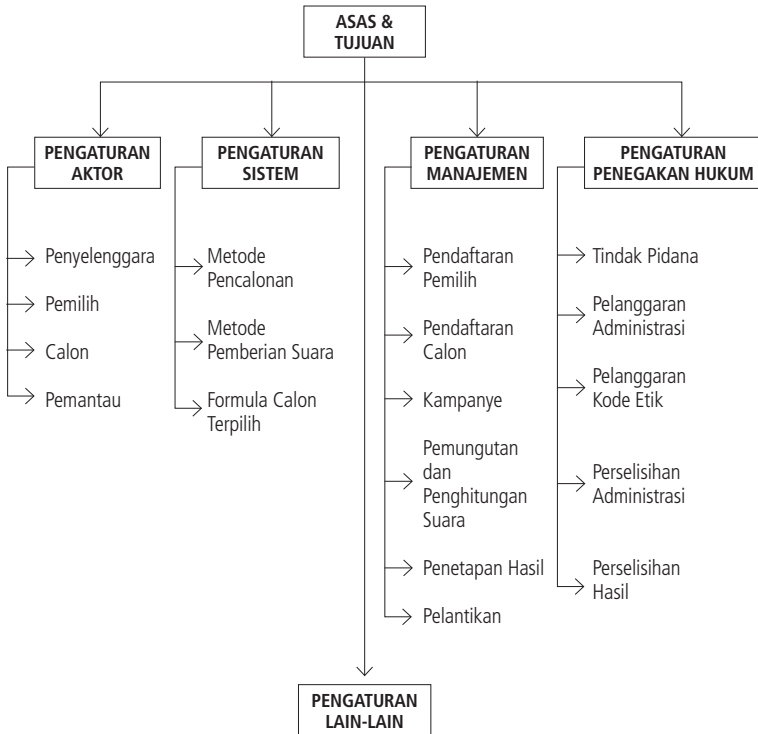 ASAS &
TUJUAN
PENGATURAN
AKTOR
Penyelenggara
Pemilih
Calon
Pemantau
PENGATURAN
SISTEM
Metode
Pencalonan
Metode
Pemberian Suara
Formula Calon
Terpilih
PENGATURAN
MANAJEMEN
Pendaftaran
Pemilih
Pendaftaran
Calon
Kampanye
Pemungutan
dan
Penghitungan
Suara
Penetapan Hasil
Pelantikan
PENGATURAN
PENEGAKAN HUKUM
Tindak Pidana
Pelanggaran
Administrasi
Pelanggaran
Kode Etik
Perselisihan
Administrasi
Perselisihan
Hasil
PENGATURAN
LAIN-LAIN